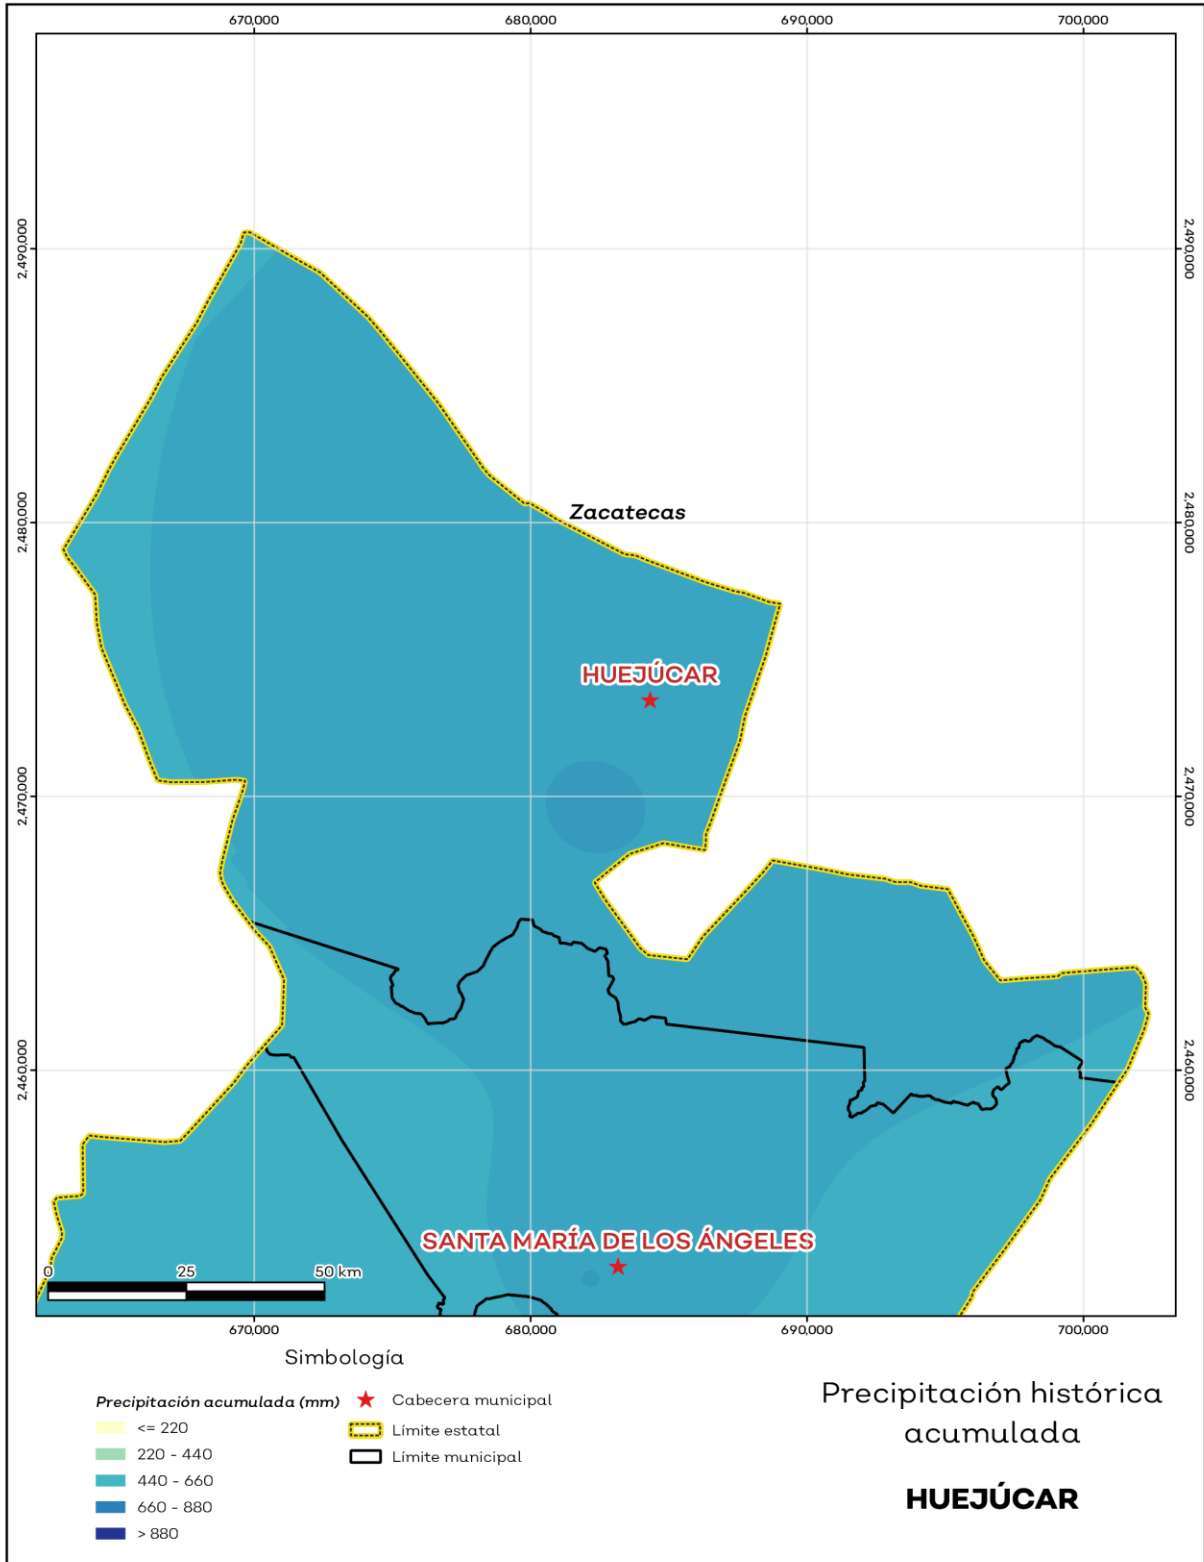 670,000 680,000 690,000 700,000
2,490,000 2,490,000
2,480,000 2,480,000
Zacatecas
HUEJÚCAR
2,470,000 2,470,000
2,460,000 2,460,000
SANTA MARÍA DE LOS ÁNGELES
0 25 50 km
670,000 680,000 690,000 700,000
Simbología
Precipitación acumulada (mm)
<= 220
220 - 440
440 - 660
660 - 880
> 880
Cabecera municipal
Límite estatal
Límite municipal
Precipitación histórica
acumulada
HUEJÚCAR